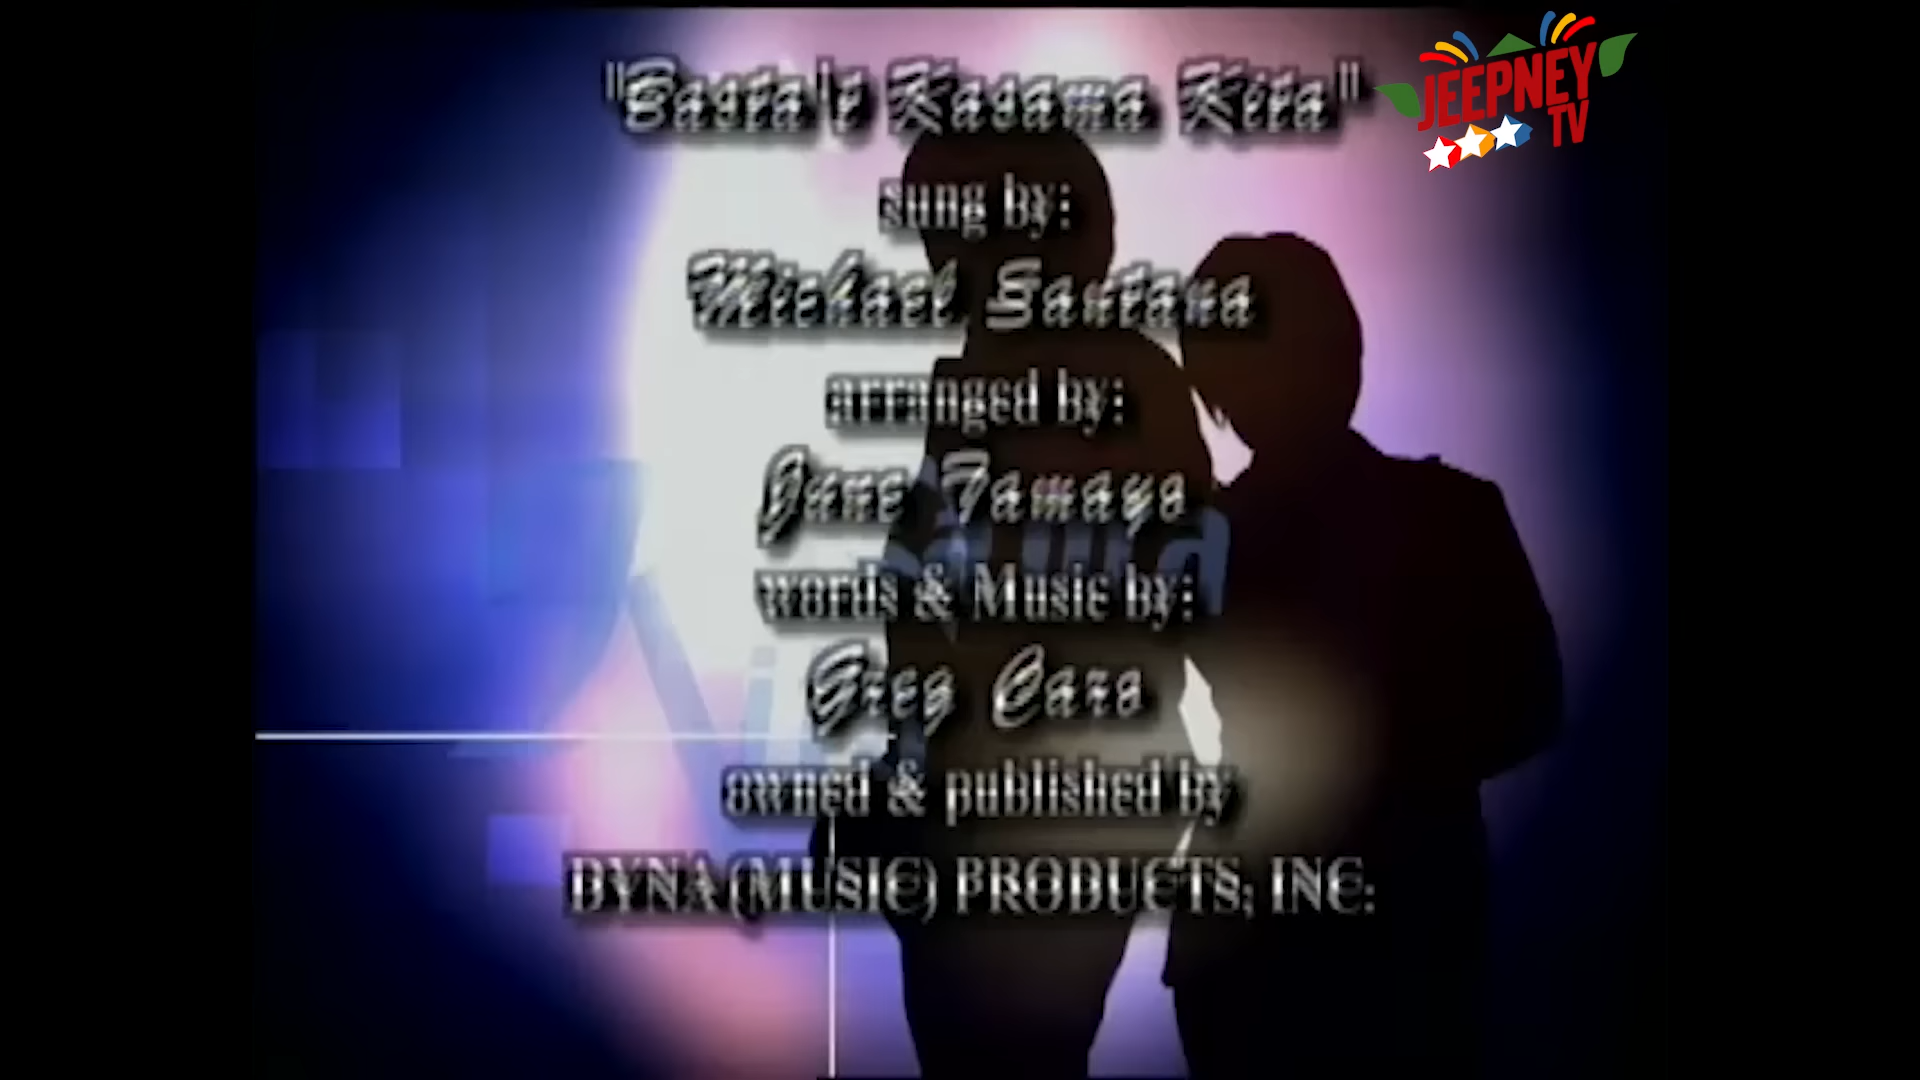 "Basta't Kasama Kita"
JEEPNEY
TV
sung by:
Michael Santana
arranged by:
June Tamayo
words & Music by:
Greg Caro
owned & published by
DYNA (MUSIC) PRODUCTS, INC.